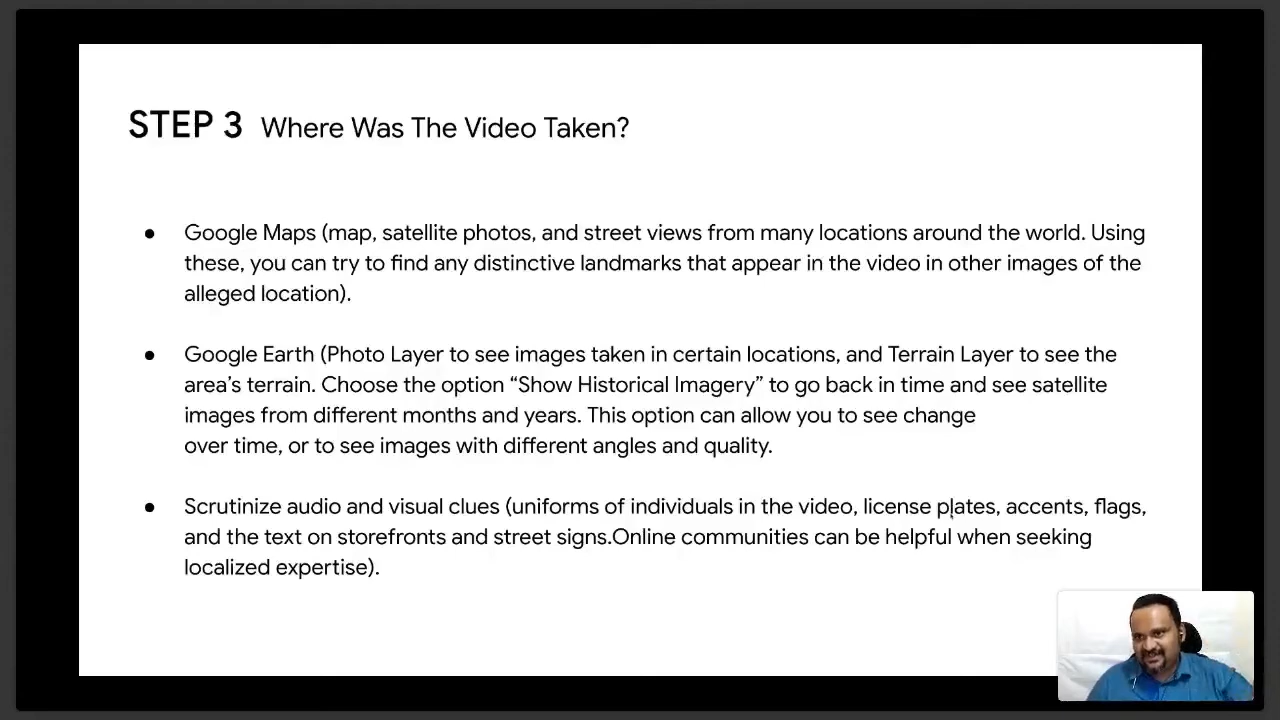 STEP 3 Where Was The Video Taken?
● Google Maps (map, satellite photos, and street views from many locations around the world. Using
these, you can try to find any distinctive landmarks that appear in the video in other images of the
alleged location).
● Google Earth (Photo Layer to see images taken in certain locations, and Terrain Layer to see the
area’s terrain. Choose the option “Show Historical Imagery” to go back in time and see satellite
images from different months and years. This option can allow you to see change
over time, or to see images with different angles and quality.
● Scrutinize audio and visual clues (uniforms of individuals in the video, license plates, accents, flags,
and the text on storefronts and street signs.Online communities can be helpful when seeking
localized expertise).